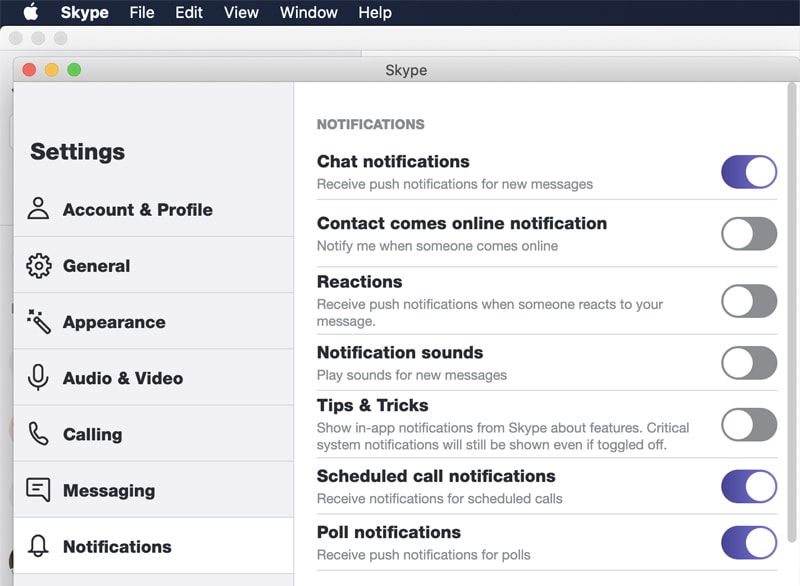 Skype File Edit View Window Help
Skype
Settings
Account & Profile
General
Appearance
Audio & Video
Calling
Messaging
Notifications
NOTIFICATIONS
Chat notifications
Receive push notifications for new messages
Contact comes online notification
Notify me when someone comes online
Reactions
Receive push notifications when someone reacts to your
message.
Notification sounds
Play sounds for new messages
Tips & Tricks
Show in-app notifications from Skype about features. Critical
system notifications will still be shown even if toggled off.
Scheduled call notifications
Receive notifications for scheduled calls
Poll notifications
Receive push notifications for polls